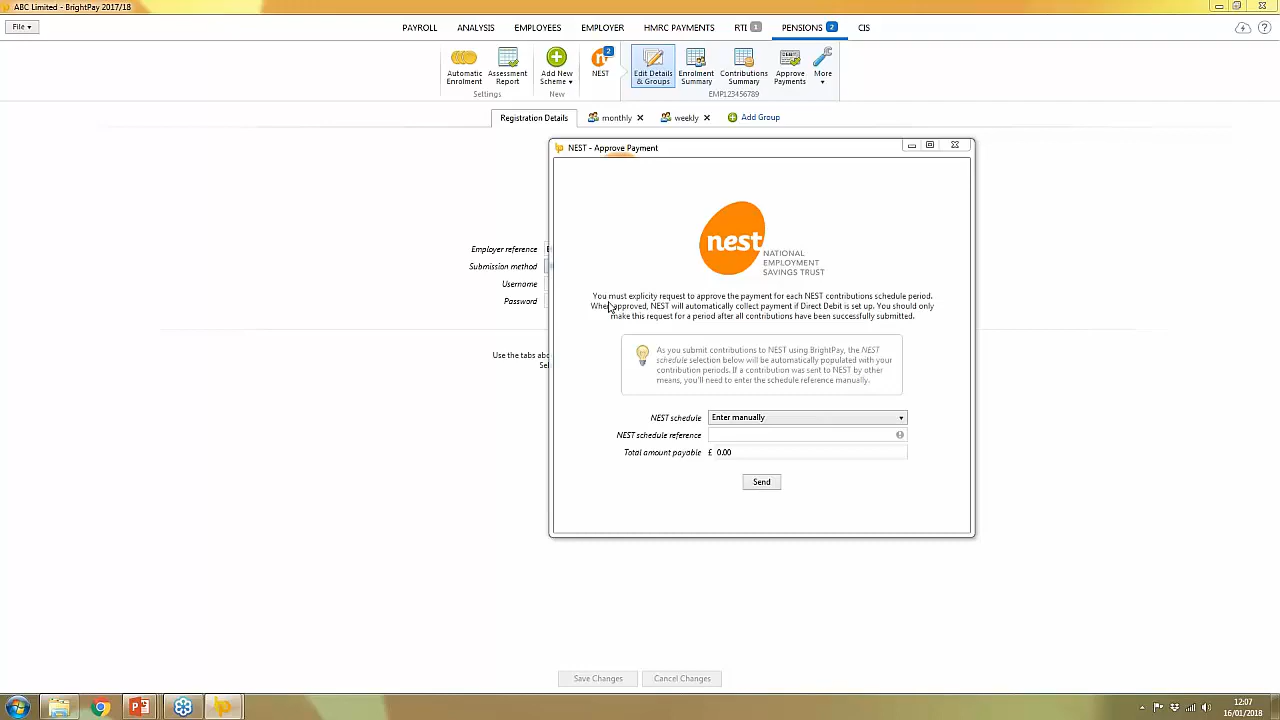 ABC Limited - BrightPay 2017/18
File
PAYROLL ANALYSIS EMPLOYEES EMPLOYER HMRC PAYMENTS RTI 1 PENSIONS 2 CIS
Automatic Enrolment
Assessment Report
Add New Scheme
NEST 2
Edit Details & Groups
Enrolment Summary
Contributions Summary
Approve Payments
More
Settings New EMP123456789
Registration Details monthly weekly Add Group
NEST - Approve Payment
nest
NATIONAL
EMPLOYMENT
SAVINGS TRUST
You must explicity request to approve the payment for each NEST contributions schedule period.
When approved, NEST will automatically collect payment if Direct Debit is set up. You should only
make this request for a period after all contributions have been successfully submitted.
As you submit contributions to NEST using BrightPay, the NEST
schedule selection below will be automatically populated with your
contribution periods. If a contribution was sent to NEST by other
means, you'll need to enter the schedule reference manually.
NEST schedule Enter manually
NEST schedule reference
Total amount payable £ 0.00
Send
Employer reference
Submission method
Username
Password
Use the tabs
Save Changes Cancel Changes
12:07
16/01/2018